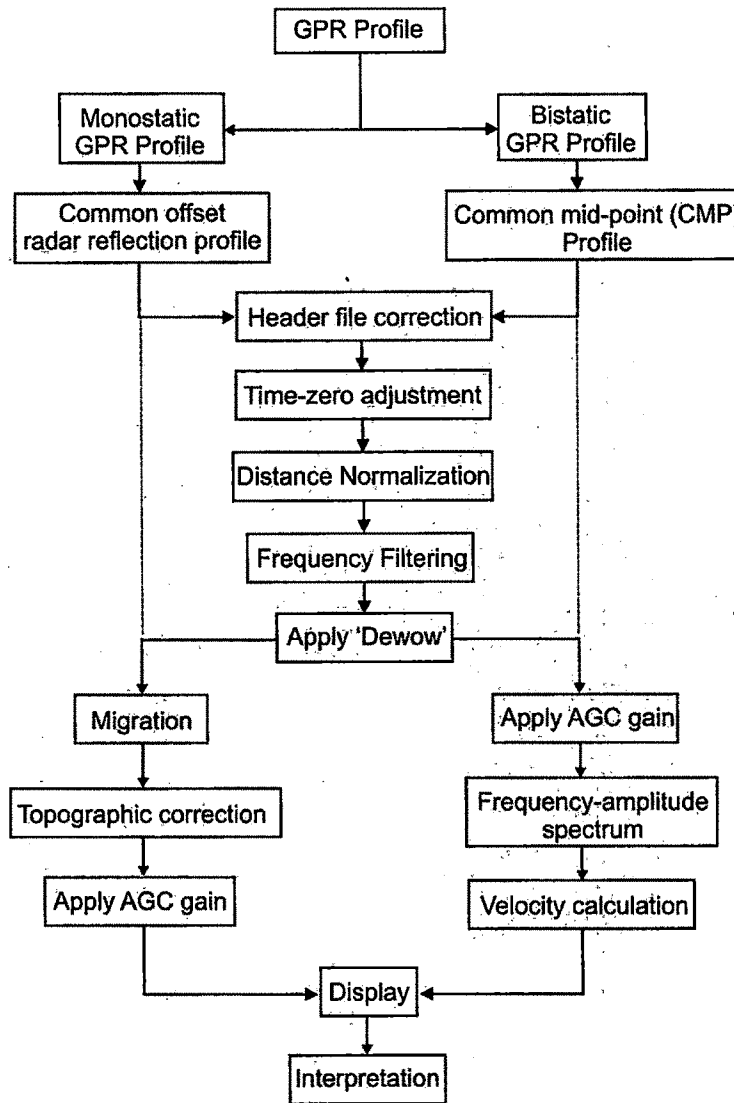 GPR Profile
Monostatic
GPR Profile
Bistatic
GPR Profile
Common offset
radar reflection profile
Common mid-point (CMP)
Profile
Header file correction
Time-zero adjustment
Distance Normalization
Frequency Filtering
Apply ‘Dewow’
Migration
Apply AGC gain
Topographic correction
Frequency-amplitude
spectrum
Apply AGC gain
Velocity calculation
Display
Interpretation